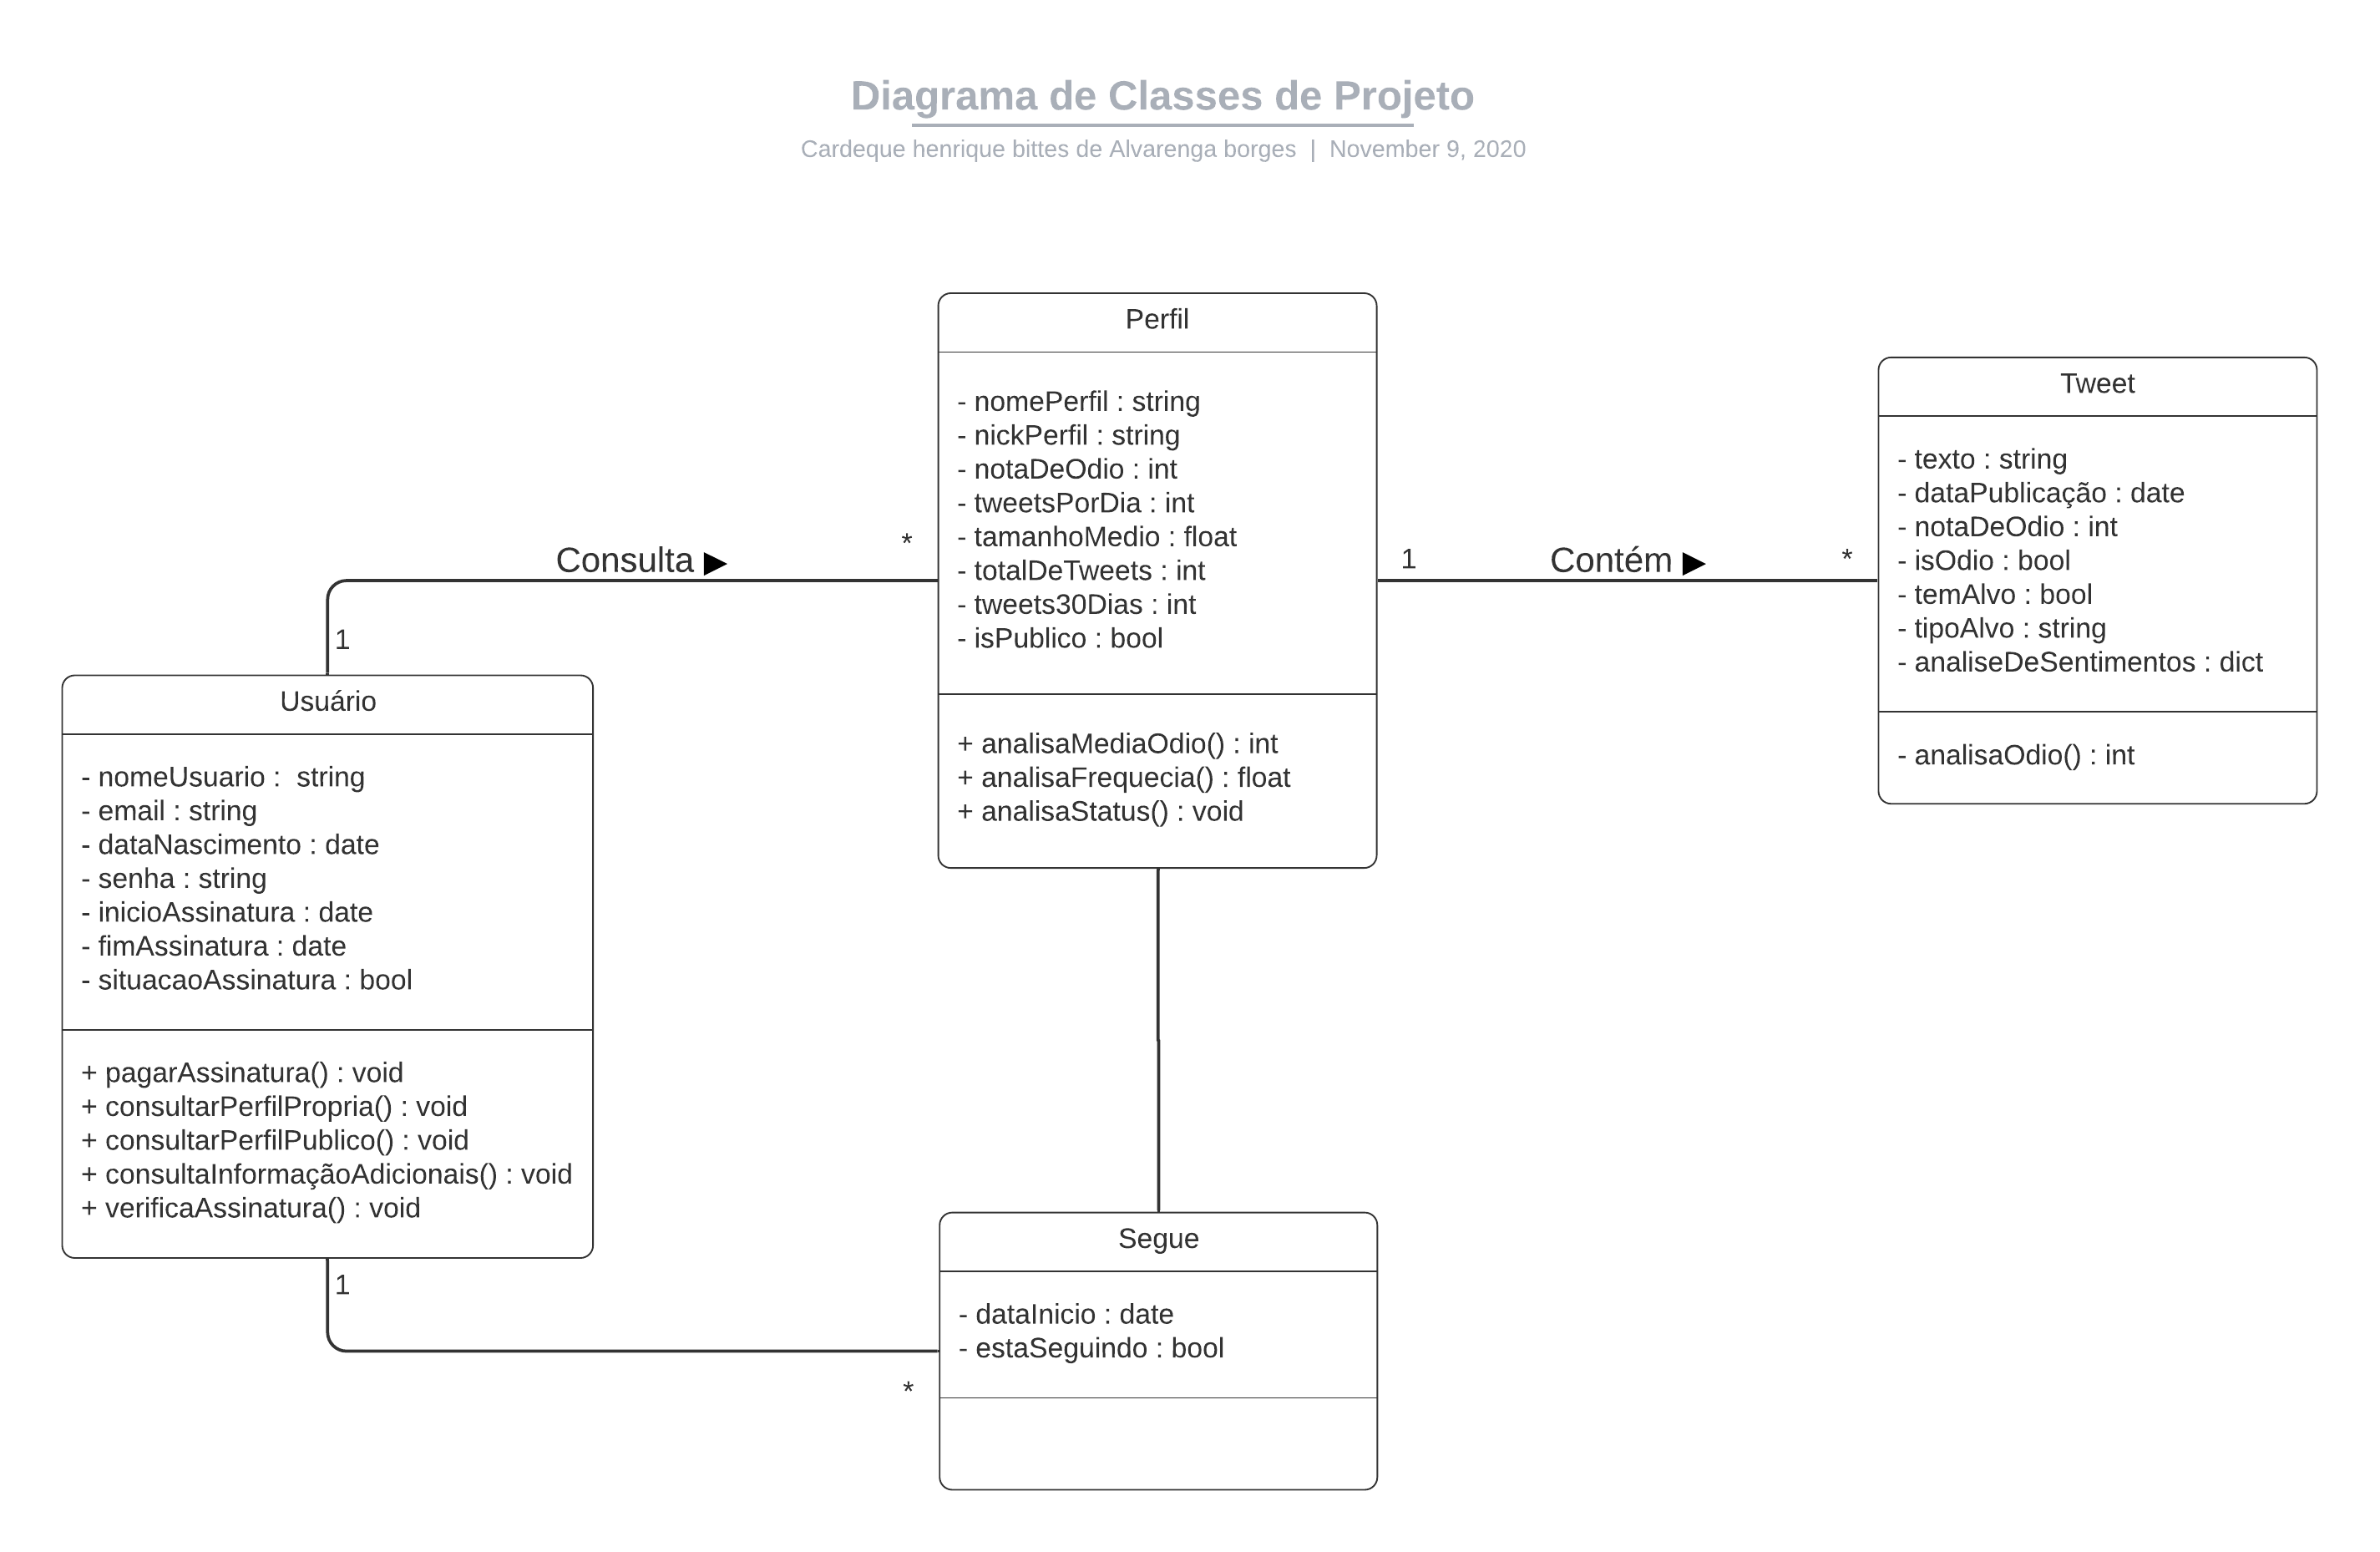 Diagrama de Classes de Projeto
Cardeque henrique bittes de Alvarenga borges | November 9, 2020
Perfil
- nomePerfil : string
- nickPerfil : string
- notaDeOdio : int
- tweetsPorDia : int
- tamanhoMedio : float
- totalDeTweets : int
- tweets30Dias : int
- isPublico : bool
+ analisaMediaOdio() : int
+ analisaFrequecia() : float
+ analisaStatus() : void
Tweet
- texto : string
- dataPublicação : date
- notaDeOdio : int
- isOdio : bool
- temAlvo : bool
- tipoAlvo : string
- analiseDeSentimentos : dict
- analisaOdio() : int
Consulta ▶
*
1
1
Contém ▶
*
Usuário
- nomeUsuario :  string
- email : string
- dataNascimento : date
- senha : string
- inicioAssinatura : date
- fimAssinatura : date
- situacaoAssinatura : bool
+ pagarAssinatura() : void
+ consultarPerfilPropria() : void
+ consultarPerfilPublico() : void
+ consultaInformaçãoAdicionais() : void
+ verificaAssinatura() : void
1
*
Segue
- dataInicio : date
- estaSeguindo : bool